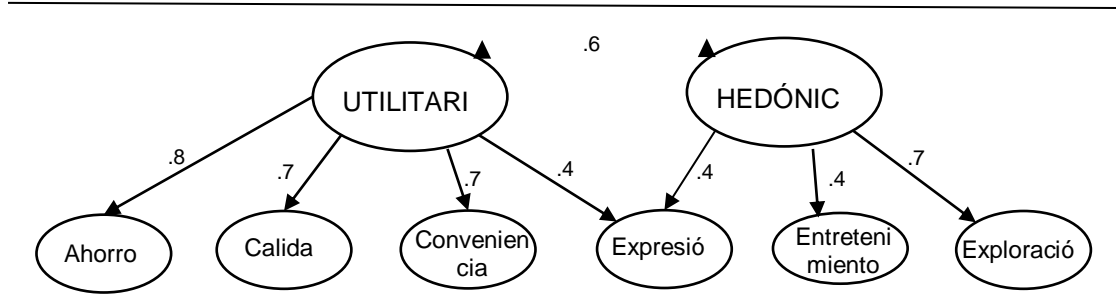 .6
UTILITARI
HEDÓNIC
.8
.7
.7
.4
.4
.4
.7
Ahorro
Calida
Convenien
cia
Expresió
Entreteni
miento
Exploració